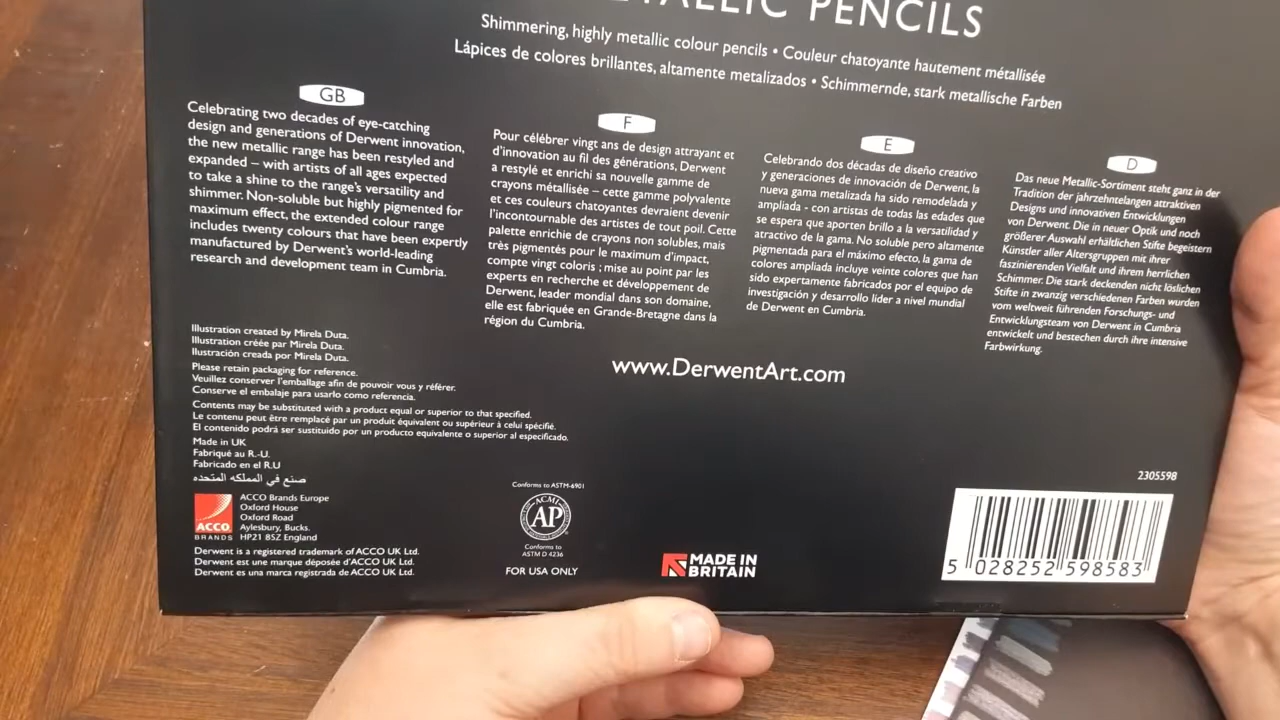 METALLIC PENCILS
Shimmering, highly metallic colour pencils • Couleur chatoyante hautement métallisée
Lápices de colores brillantes, altamente metalizados • Schimmernde, stark metallische Farben
GB
Celebrating two decades of eye-catching
design and generations of Derwent innovation,
the new metallic range has been restyled and
expanded – with artists of all ages expected
to take a shine to the range's versatility and
shimmer. Non-soluble but highly pigmented for
maximum effect, the extended colour range
includes twenty colours that have been expertly
manufactured by Derwent's world-leading
research and development team in Cumbria.
F
Pour célébrer vingt ans de design attrayant et
d'innovation au fil des générations, Derwent
a restylé et enrichi sa nouvelle gamme de
crayons métallisée – cette gamme polyvalente
et ces couleurs chatoyantes devraient devenir
l'incontournable des artistes de tout poil. Cette
palette enrichie de crayons non solubles, mais
très pigmentés pour le maximum d'impact,
compte vingt coloris ; mise au point par les
experts en recherche et développement de
Derwent, leader mondial dans son domaine,
elle est fabriquée en Grande-Bretagne dans la
région du Cumbria.
E
Celebrando dos décadas de diseño creativo
y generaciones de innovación de Derwent, la
nueva gama metalizada ha sido remodelada y
ampliada - con artistas de todas las edades que
se espera que aporten brillo a la versatilidad y
atractivo de la gama. No soluble pero altamente
pigmentada para el máximo efecto, la gama de
colores ampliada incluye veinte colores que han
sido expertamente fabricados por el equipo de
investigación y desarrollo líder a nivel mundial
de Derwent en Cumbria.
D
Das neue Metallic-Sortiment steht ganz in der
Tradition der jahrzehntelangen attraktiven
Designs und innovativen Entwicklungen
von Derwent. Die in neuer Optik und noch
größerer Auswahl erhältlichen Stifte begeistern
Künstler aller Altersgruppen mit ihrer
faszinierenden Vielfalt und ihrem herrlichen
Schimmer. Die stark deckenden nicht löslichen
Stifte in zwanzig verschiedenen Farben wurden
vom weltweit führenden Forschungs- und
Entwicklungsteam von Derwent in Cumbria
entwickelt und bestechen durch ihre intensive
Farbwirkung.
www.DerwentArt.com
Illustration created by Mirela Duta.
Illustration créée par Mirela Duta.
Ilustración creada por Mirela Duta.
Please retain packaging for reference.
Veuillez conserver l'emballage afin de pouvoir vous y référer.
Conserve el embalaje para usarlo como referencia.
Contents may be substituted with a product equal or superior to that specified.
Le contenu peut être remplacé par un produit équivalent ou supérieur à celui spécifié.
El contenido podrá ser sustituido por un producto equivalente o superior al especificado.
Made in UK
Fabriqué au R.-U.
Fabricado en el R.U
صنع في المملكه المتحده
ACCO
BRANDS
ACCO Brands Europe
Oxford House
Oxford Road
Aylesbury, Bucks.
HP21 8SZ England
Derwent is a registered trademark of ACCO UK Ltd.
Derwent est une marque déposée d'ACCO UK Ltd.
Derwent es una marca registrada de ACCO UK Ltd.
Conforms to ASTM-6901
ACMI
AP
Conforms to
ASTM D 4236
FOR USA ONLY
MADE IN
BRITAIN
2305598
5 028252 598583